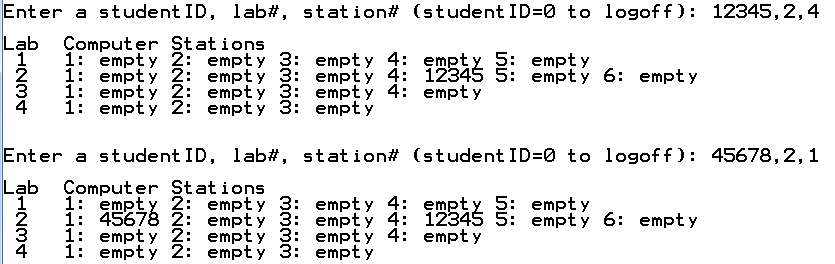 Enter a studentID, lab#, station# (studentID=0 to logoff): 12345,2,4
Lab Computer Stations
1 1: empty 2: empty 3: empty 4: empty 5: empty
2 1: empty 2: empty 3: empty 4: 12345 5: empty 6: empty
3 1: empty 2: empty 3: empty 4: empty
4 1: empty 2: empty 3: empty
Enter a studentID, lab#, station# (studentID=0 to logoff): 45678,2,1
Lab Computer Stations
1 1: empty 2: empty 3: empty 4: empty 5: empty
2 1: 45678 2: empty 3: empty 4: 12345 5: empty 6: empty
3 1: empty 2: empty 3: empty 4: empty
4 1: empty 2: empty 3: empty